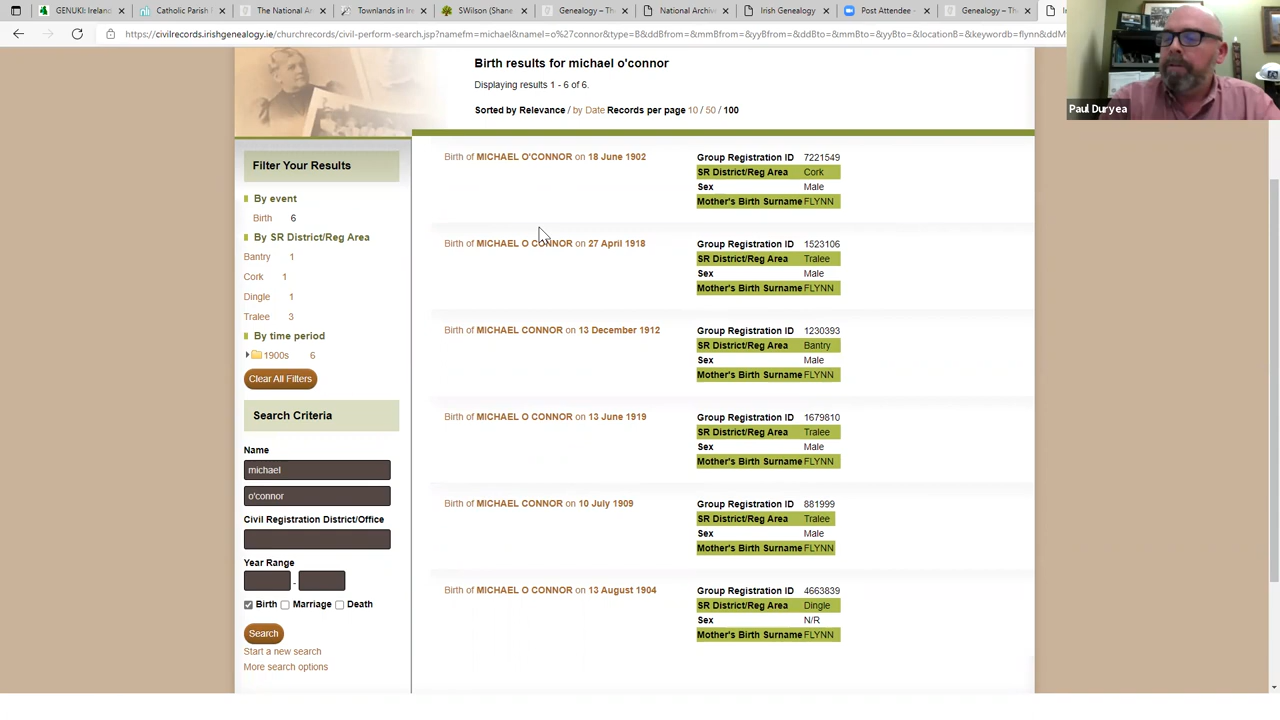 GENUKI: Ireland
Catholic Parish
The National A
Townlands in Ire
SWilson (Shane
Genealogy – The
National Archive
Irish Genealogy
Post Attendee -
Genealogy – The
https://civilrecords.irishgenealogy.ie/churchrecords/civil-perform-search.jsp?namefm=michael&namel=o%27connor&type=B&ddBfrom=&mmBfrom=&yyBfrom=&ddBto=&mmBto=&yyBto=&locationB=&keywordb=flynn&ddM
Paul Duryea
Birth results for michael o'connor
Displaying results 1 - 6 of 6.
Sorted by Relevance / by Date Records per page 10 / 50 / 100
Filter Your Results
By event
Birth 6
By SR District/Reg Area
Bantry 1
Cork 1
Dingle 1
Tralee 3
By time period
1900s 6
Clear All Filters
Search Criteria
Name
michael
o'connor
Civil Registration District/Office
Year Range
-
Birth Marriage Death
Search
Start a new search
More search options
Birth of MICHAEL O'CONNOR on 18 June 1902
Group Registration ID 7221549
SR District/Reg Area Cork
Sex Male
Mother's Birth Surname FLYNN
Birth of MICHAEL O CONNOR on 27 April 1918
Group Registration ID 1523106
SR District/Reg Area Tralee
Sex Male
Mother's Birth Surname FLYNN
Birth of MICHAEL CONNOR on 13 December 1912
Group Registration ID 1230393
SR District/Reg Area Bantry
Sex Male
Mother's Birth Surname FLYNN
Birth of MICHAEL O CONNOR on 13 June 1919
Group Registration ID 1679810
SR District/Reg Area Tralee
Sex Male
Mother's Birth Surname FLYNN
Birth of MICHAEL CONNOR on 10 July 1909
Group Registration ID 881999
SR District/Reg Area Tralee
Sex Male
Mother's Birth Surname FLYNN
Birth of MICHAEL O CONNOR on 13 August 1904
Group Registration ID 4663839
SR District/Reg Area Dingle
Sex N/R
Mother's Birth Surname FLYNN